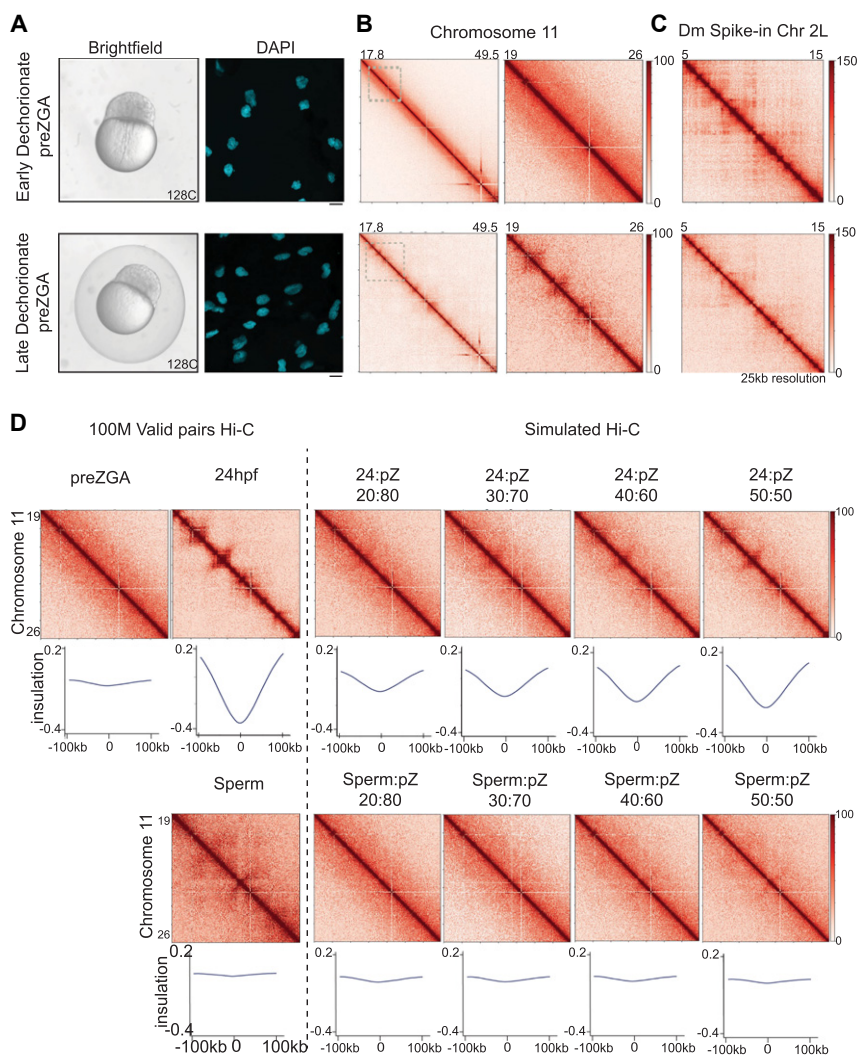 A
Brightfield
DAPI
Early Dechorionate
preZGA
128C
Late Dechorionate
preZGA
128C
B
Chromosome 11
17.8
49.5
19
26
100
0
17.8
49.5
19
26
100
0
C
Dm Spike-in Chr 2L
5
15
150
0
5
15
150
0
25kb resolution
D
100M Valid pairs Hi-C
Simulated Hi-C
preZGA
24hpf
24:pZ
20:80
24:pZ
30:70
24:pZ
40:60
24:pZ
50:50
19
Chromosome 11
26
100
0
insulation
0.2
-0.4
-100kb 0 100kb
0.2
-0.4
-100kb 0 100kb
0.2
-0.4
-100kb 0 100kb
0.2
-0.4
-100kb 0 100kb
0.2
-0.4
-100kb 0 100kb
0.2
-0.4
-100kb 0 100kb
Sperm
Sperm:pZ
20:80
Sperm:pZ
30:70
Sperm:pZ
40:60
Sperm:pZ
50:50
19
Chromosome 11
26
100
0
insulation
0.2
-0.4
-100kb 0 100kb
0.2
-0.4
-100kb 0 100kb
0.2
-0.4
-100kb 0 100kb
0.2
-0.4
-100kb 0 100kb
0.2
-0.4
-100kb 0 100kb